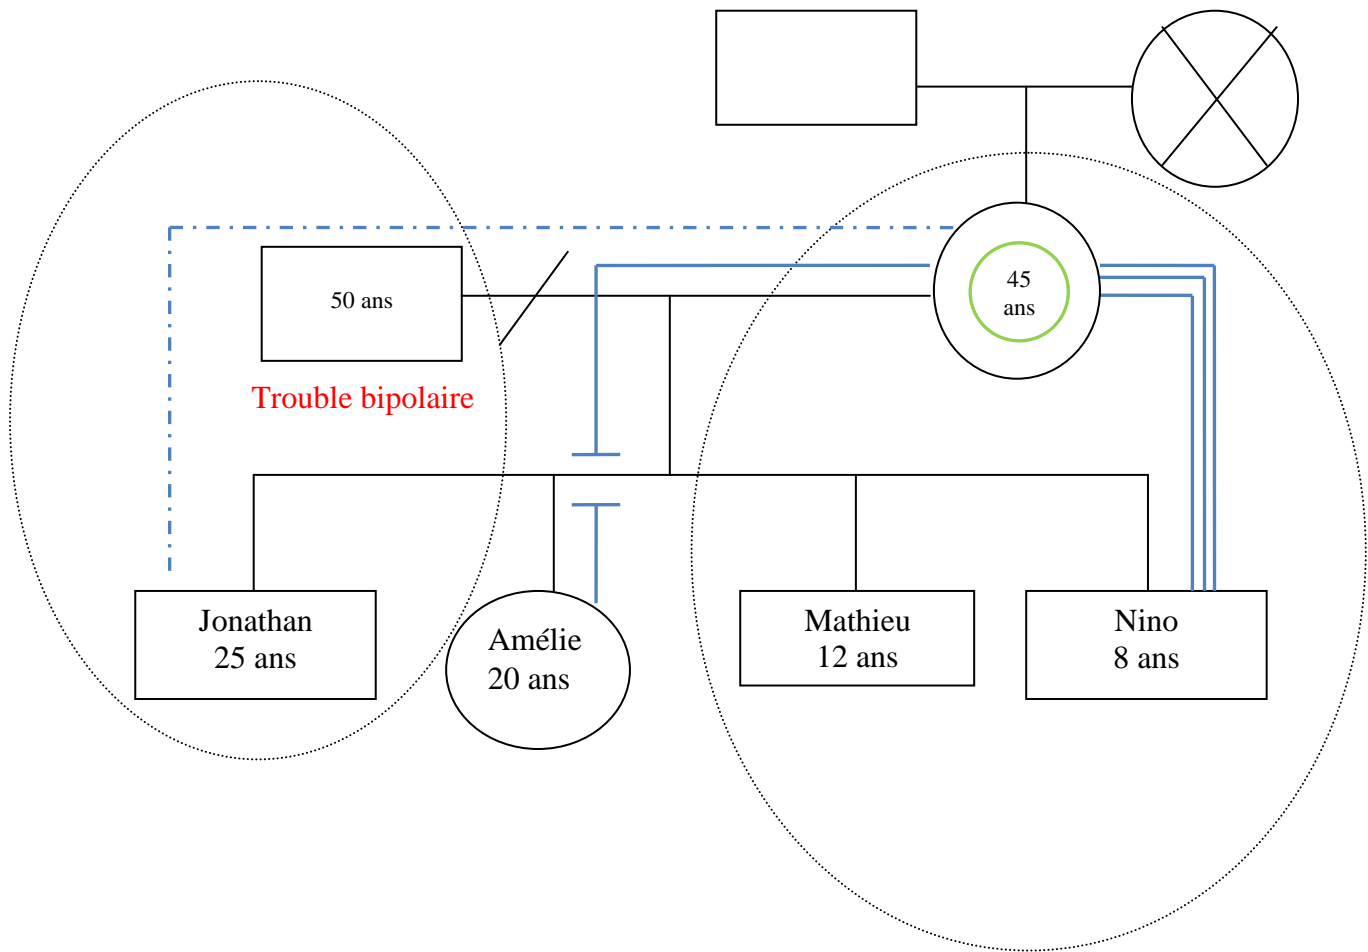 45
ans
50 ans
Trouble bipolaire
Jonathan
25 ans
Amélie
20 ans
Mathieu
12 ans
Nino
8 ans